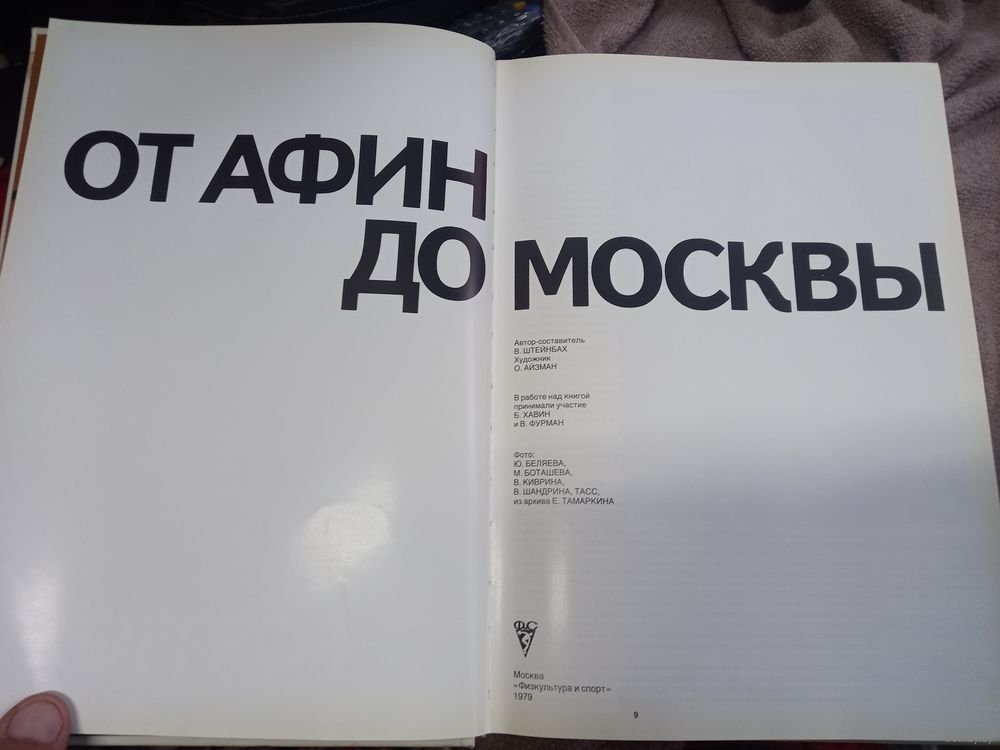 ОТ АФИН
ДО МОСКВЫ
Автор-составитель
В. ШТЕЙНБАХ
Художник
О. АЙЗМАН
В работе над книгой
принимали участие
Б. ХАВИН
и В. ФУРМАН
Фото:
Ю. БЕЛЯЕВА,
М. БОТАШЕВА,
В. КИВРИНА,
В. ШАНДРИНА, ТАСС,
из архива Е. ТАМАРКИНА
ФС
Москва
«Физкультура и спорт»
1979
9